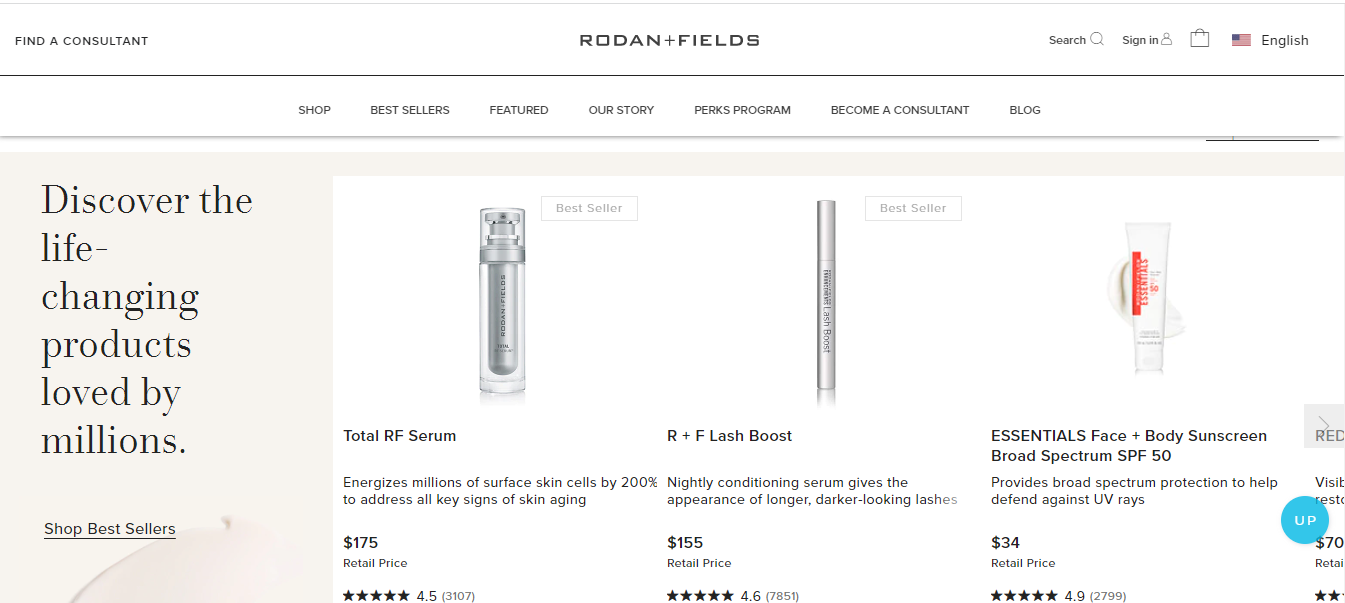 FIND A CONSULTANT
RODAN+FIELDS
Search
Sign in
English
SHOP
BEST SELLERS
FEATURED
OUR STORY
PERKS PROGRAM
BECOME A CONSULTANT
BLOG
Discover the
life-
changing
products
loved by
millions.
Shop Best Sellers
Best Seller
RODAN+FIELDS
TOTAL
Total RF Serum
Energizes millions of surface skin cells by 200%
to address all key signs of skin aging
$175
Retail Price
4.5 (3107)
Best Seller
ENHANCEMENTS Lash Boost
R + F Lash Boost
Nightly conditioning serum gives the
appearance of longer, darker-looking lashes
$155
Retail Price
4.6 (7851)
ESSENTIALS
50
ESSENTIALS Face + Body Sunscreen
Broad Spectrum SPF 50
Provides broad spectrum protection to help
defend against UV rays
$34
Retail Price
4.9 (2799)
RED
Visib
resto
$70
Retai
UP